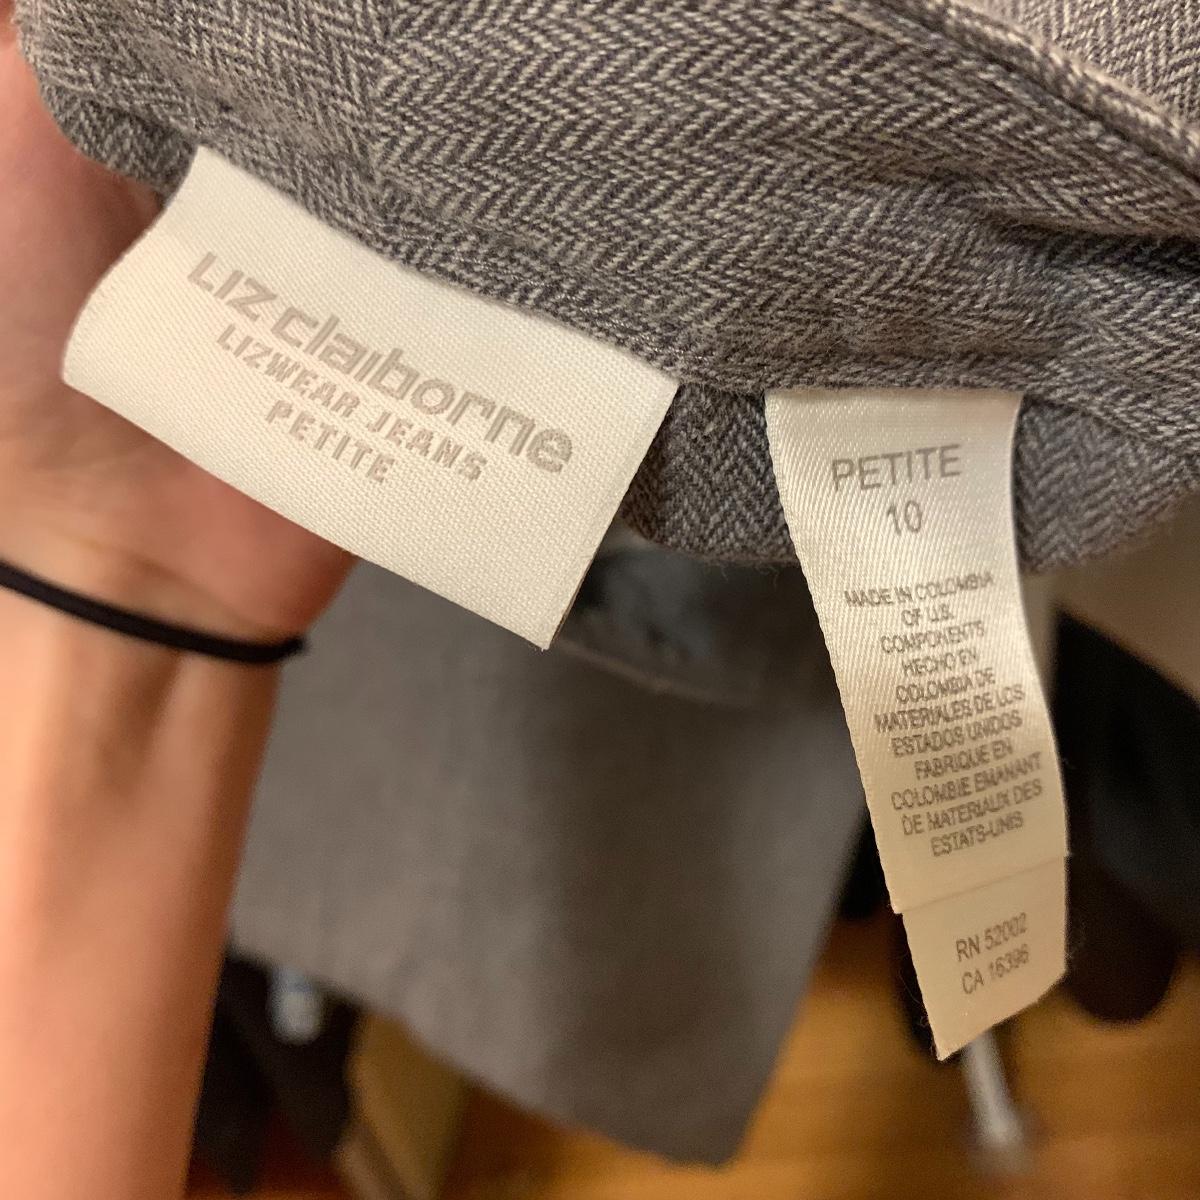 LIZ claiborne
LIZWEAR JEANS
PETITE
PETITE
10
MADE IN COLOMBIA
OF U.S.
COMPONENTS
HECHO EN
COLOMBIA DE
MATERIALES DE LOS
ESTADOS UNIDOS
FABRIQUE EN
COLOMBIE EMANANT
DE MATERIAUX DES
ESTATS-UNIS
RN 52002
CA 16396